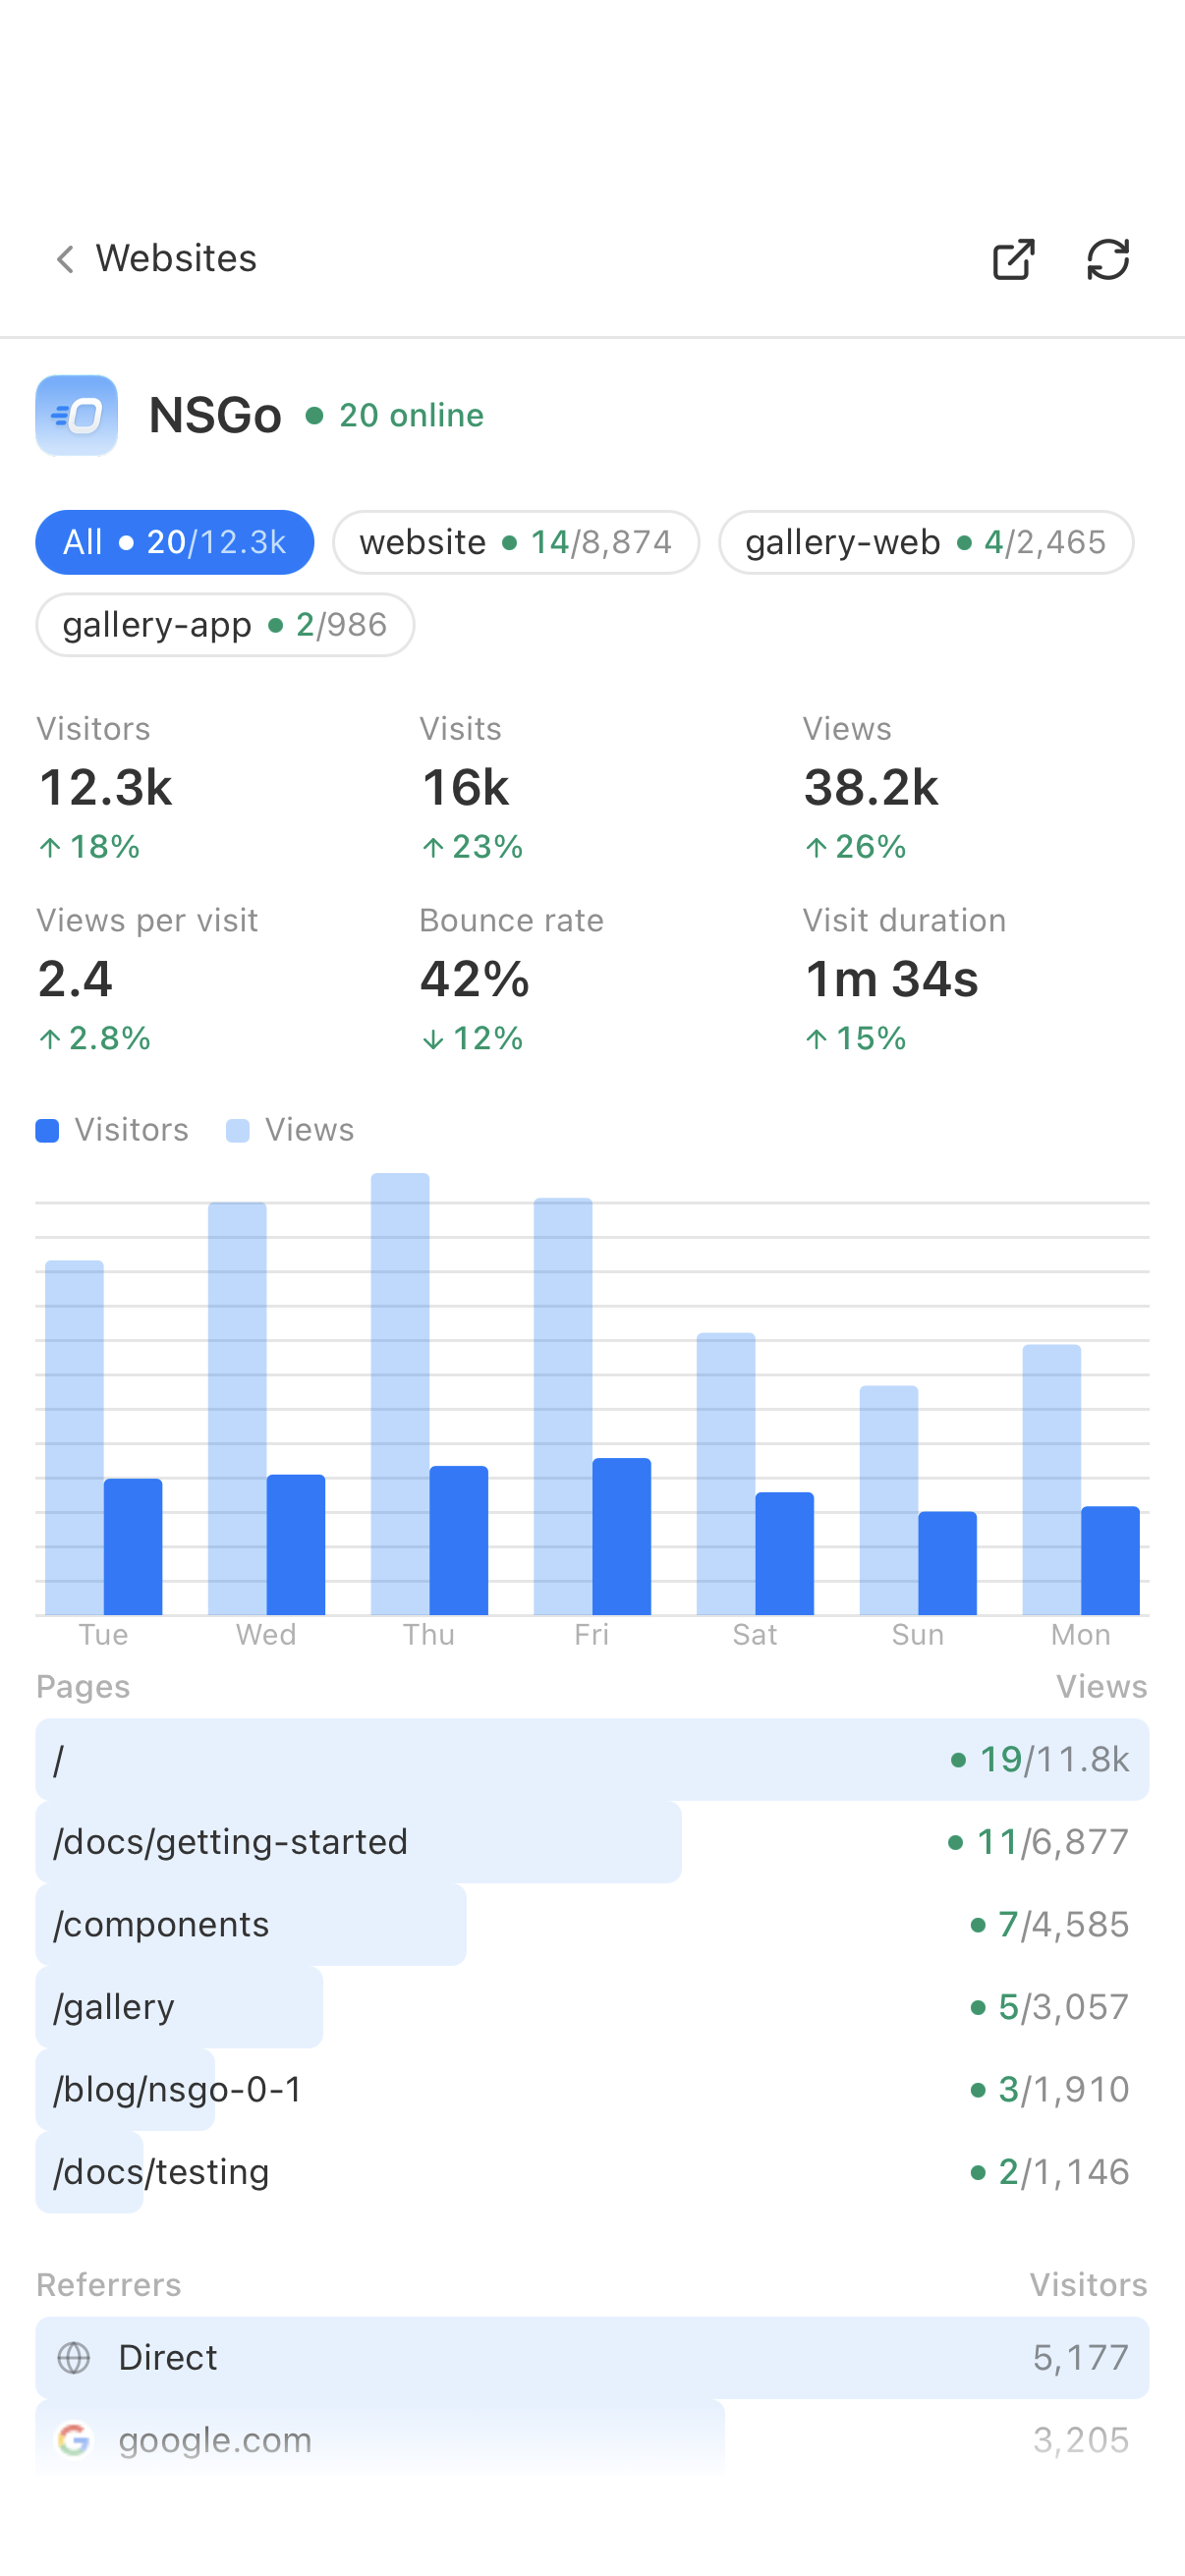 Websites
NSGo 20 online
All 20/12.3k website 14/8,874 gallery-web 4/2,465
gallery-app 2/986
Visitors Visits Views
12.3k 16k 38.2k
↑ 18% ↑ 23% ↑ 26%
Views per visit Bounce rate Visit duration
2.4 42% 1m 34s
↑ 2.8% ↓ 12% ↑ 15%
Visitors Views
Tue Wed Thu Fri Sat Sun Mon
Pages Views
/ 19/11.8k
/docs/getting-started 11/6,877
/components 7/4,585
/gallery 5/3,057
/blog/nsgo-0-1 3/1,910
/docs/testing 2/1,146
Referrers Visitors
Direct 5,177
google.com 3,205